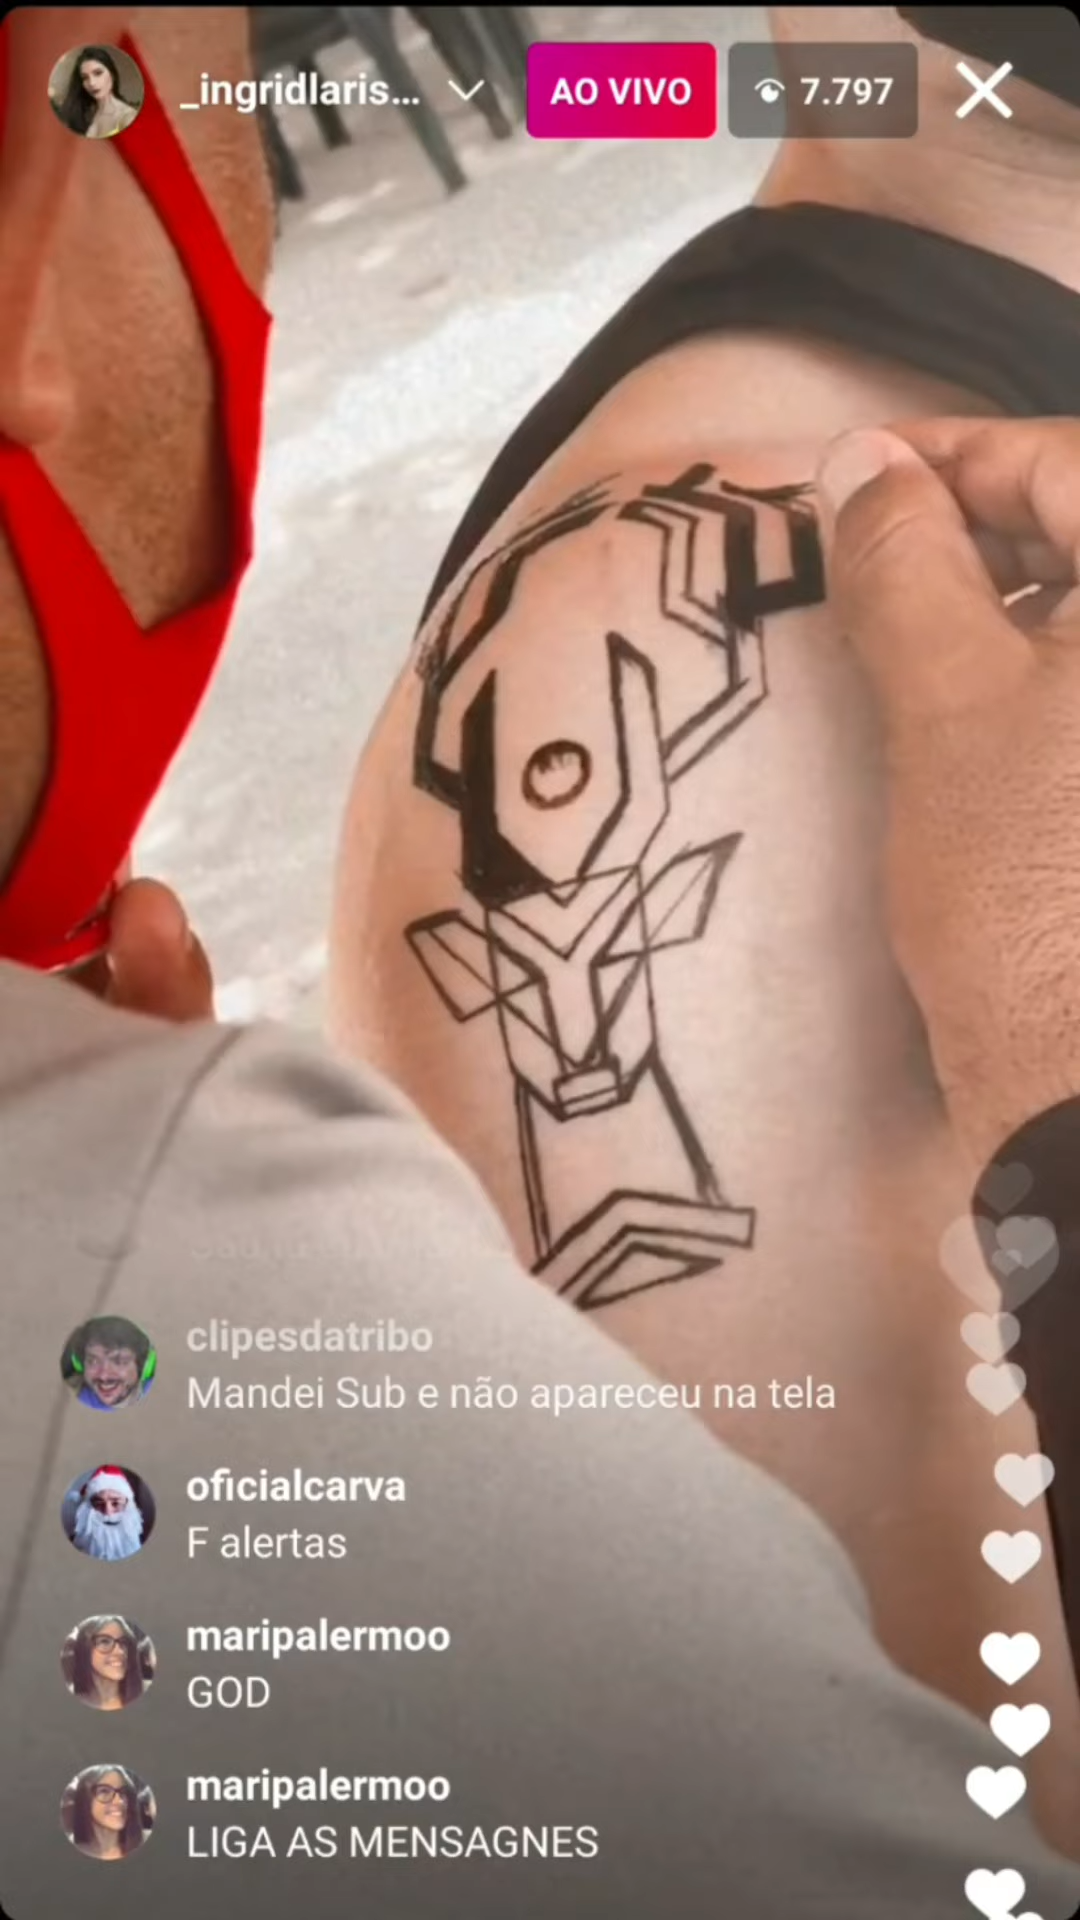 _ingridlaris...
AO VIVO
7.797
clipesdatribo
Mandei Sub e não apareceu na tela
oficialcarva
F alertas
maripalermoo
GOD
maripalermoo
LIGA AS MENSAGNES